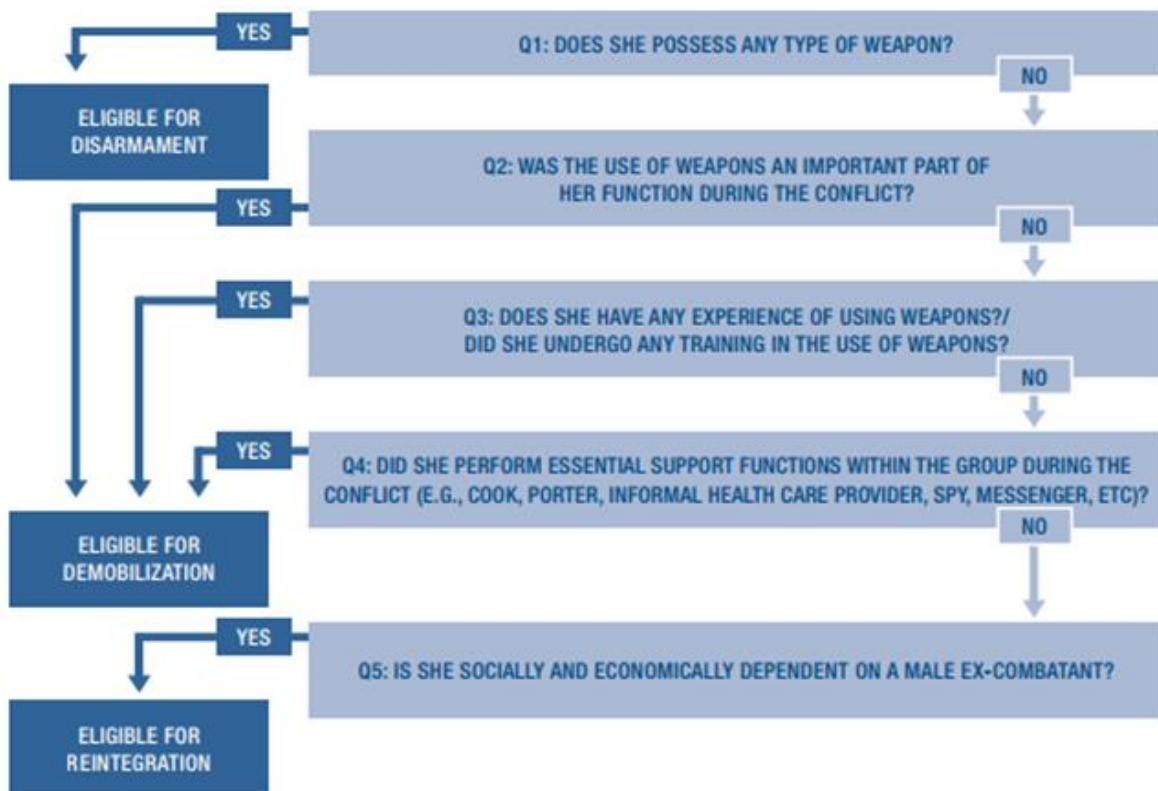 YES
Q1: DOES SHE POSSESS ANY TYPE OF WEAPON?
NO
ELIGIBLE FOR
DISARMAMENT
Q2: WAS THE USE OF WEAPONS AN IMPORTANT PART OF
HER FUNCTION DURING THE CONFLICT?
YES
NO
YES
Q3: DOES SHE HAVE ANY EXPERIENCE OF USING WEAPONS?/
DID SHE UNDERGO ANY TRAINING IN THE USE OF WEAPONS?
NO
YES
Q4: DID SHE PERFORM ESSENTIAL SUPPORT FUNCTIONS WITHIN THE GROUP DURING THE
CONFLICT (E.G., COOK, PORTER, INFORMAL HEALTH CARE PROVIDER, SPY, MESSENGER, ETC)?
NO
ELIGIBLE FOR
DEMOBILIZATION
YES
Q5: IS SHE SOCIALLY AND ECONOMICALLY DEPENDENT ON A MALE EX-COMBATANT?
ELIGIBLE FOR
REINTEGRATION